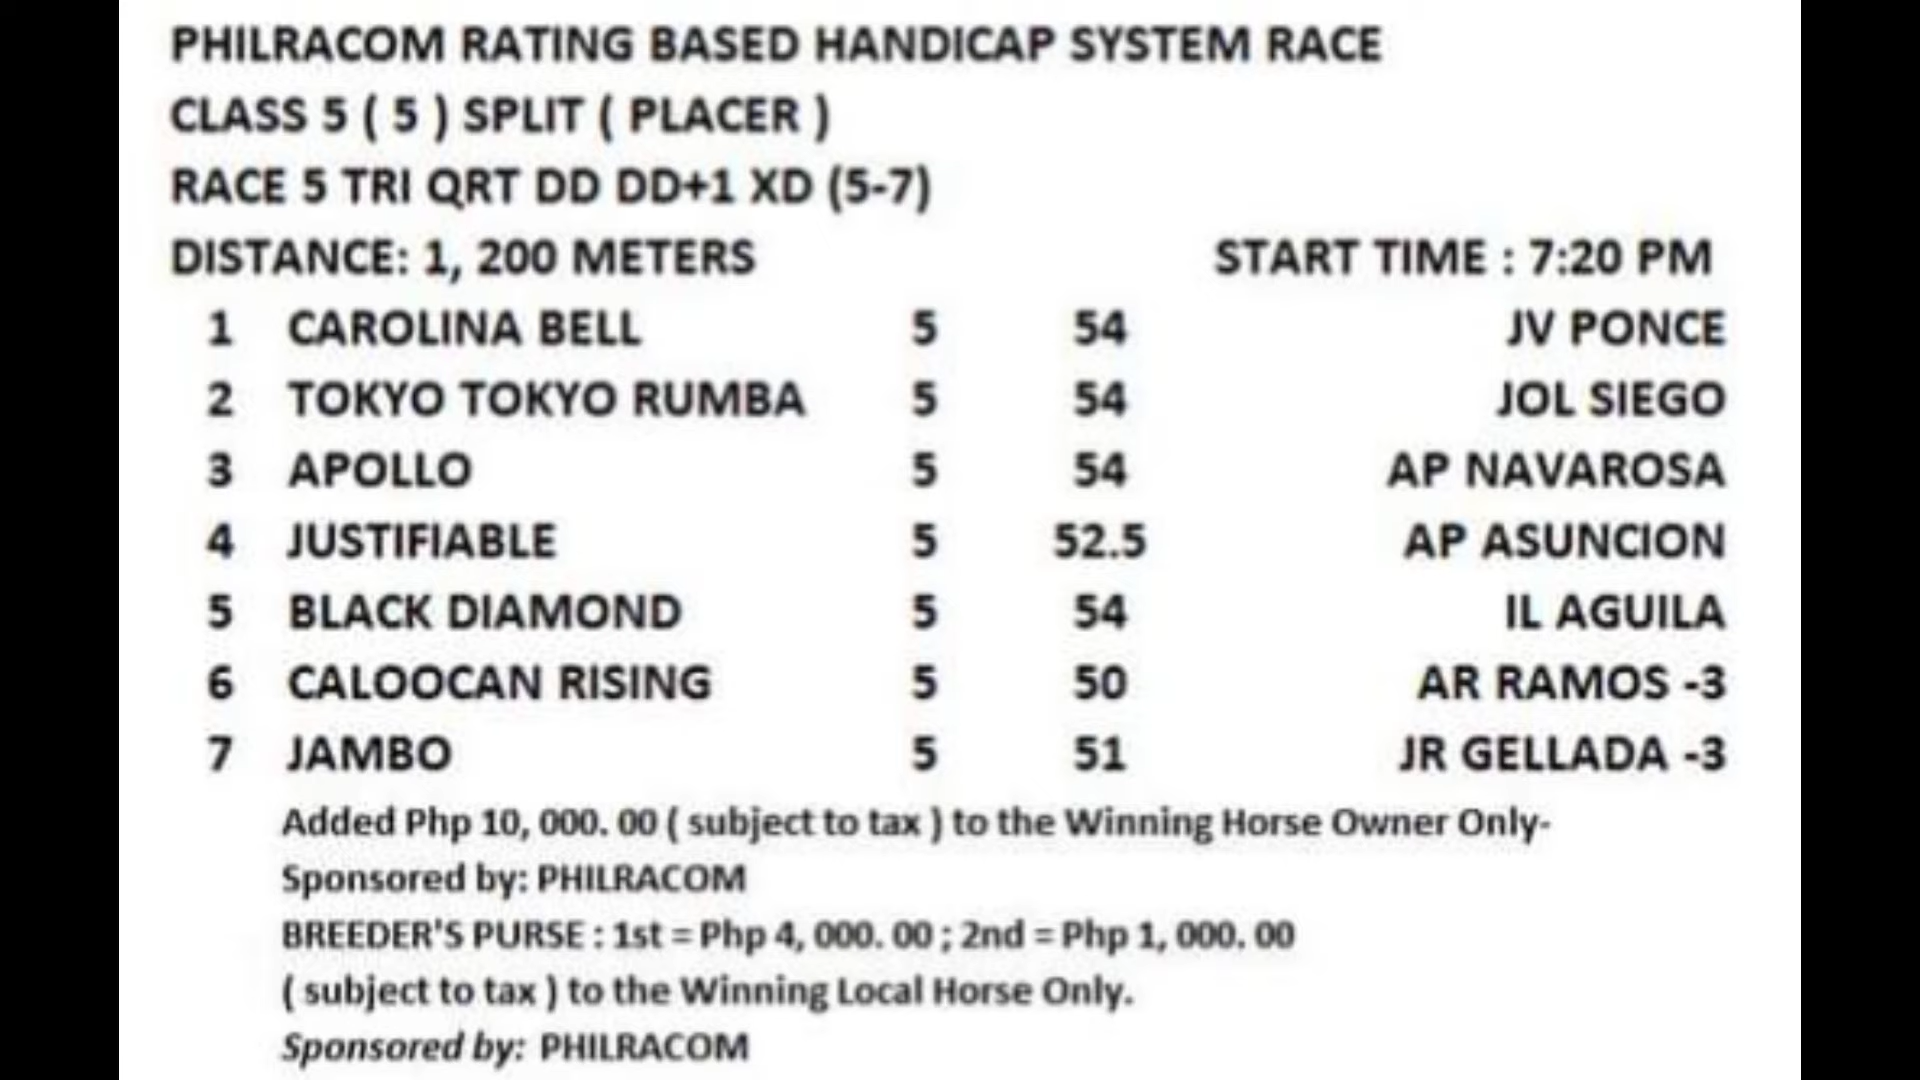 PHILRACOM RATING BASED HANDICAP SYSTEM RACE
CLASS 5 ( 5 ) SPLIT ( PLACER )
RACE 5 TRI QRT DD DD+1 XD (5-7)
DISTANCE: 1, 200 METERS START TIME : 7:20 PM
1 CAROLINA BELL 5 54 JV PONCE
2 TOKYO TOKYO RUMBA 5 54 JOL SIEGO
3 APOLLO 5 54 AP NAVAROSA
4 JUSTIFIABLE 5 52.5 AP ASUNCION
5 BLACK DIAMOND 5 54 IL AGUILA
6 CALOOCAN RISING 5 50 AR RAMOS -3
7 JAMBO 5 51 JR GELLADA -3
Added Php 10, 000. 00 ( subject to tax ) to the Winning Horse Owner Only-
Sponsored by: PHILRACOM
BREEDER'S PURSE : 1st = Php 4, 000. 00 ; 2nd = Php 1, 000. 00
( subject to tax ) to the Winning Local Horse Only.
Sponsored by: PHILRACOM